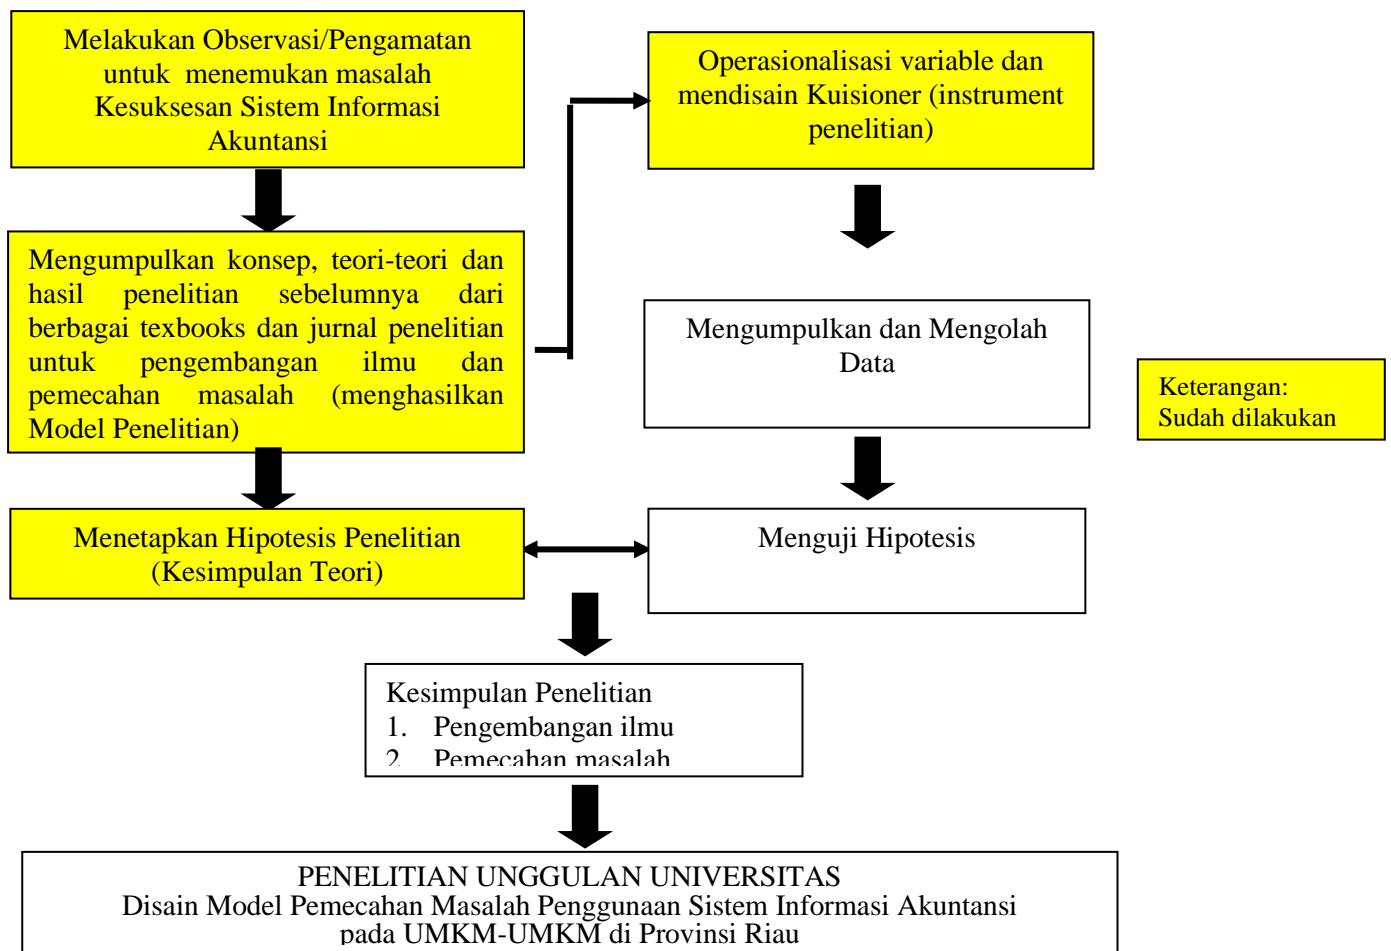 Melakukan Observasi/Pengamatan
untuk menemukan masalah
Kesuksesan Sistem Informasi
Akuntansi
Mengumpulkan konsep, teori-teori dan
hasil penelitian sebelumnya dari
berbagai texbooks dan jurnal penelitian
untuk pengembangan ilmu dan
pemecahan masalah (menghasilkan
Model Penelitian)
Menetapkan Hipotesis Penelitian
(Kesimpulan Teori)
Operasionalisasi variable dan
mendisain Kuisioner (instrument
penelitian)
Mengumpulkan dan Mengolah
Data
Menguji Hipotesis
Keterangan:
Sudah dilakukan
Kesimpulan Penelitian
1. Pengembangan ilmu
2. Pemecahan masalah
PENELITIAN UNGGULAN UNIVERSITAS
Disain Model Pemecahan Masalah Penggunaan Sistem Informasi Akuntansi
pada UMKM-UMKM di Provinsi Riau